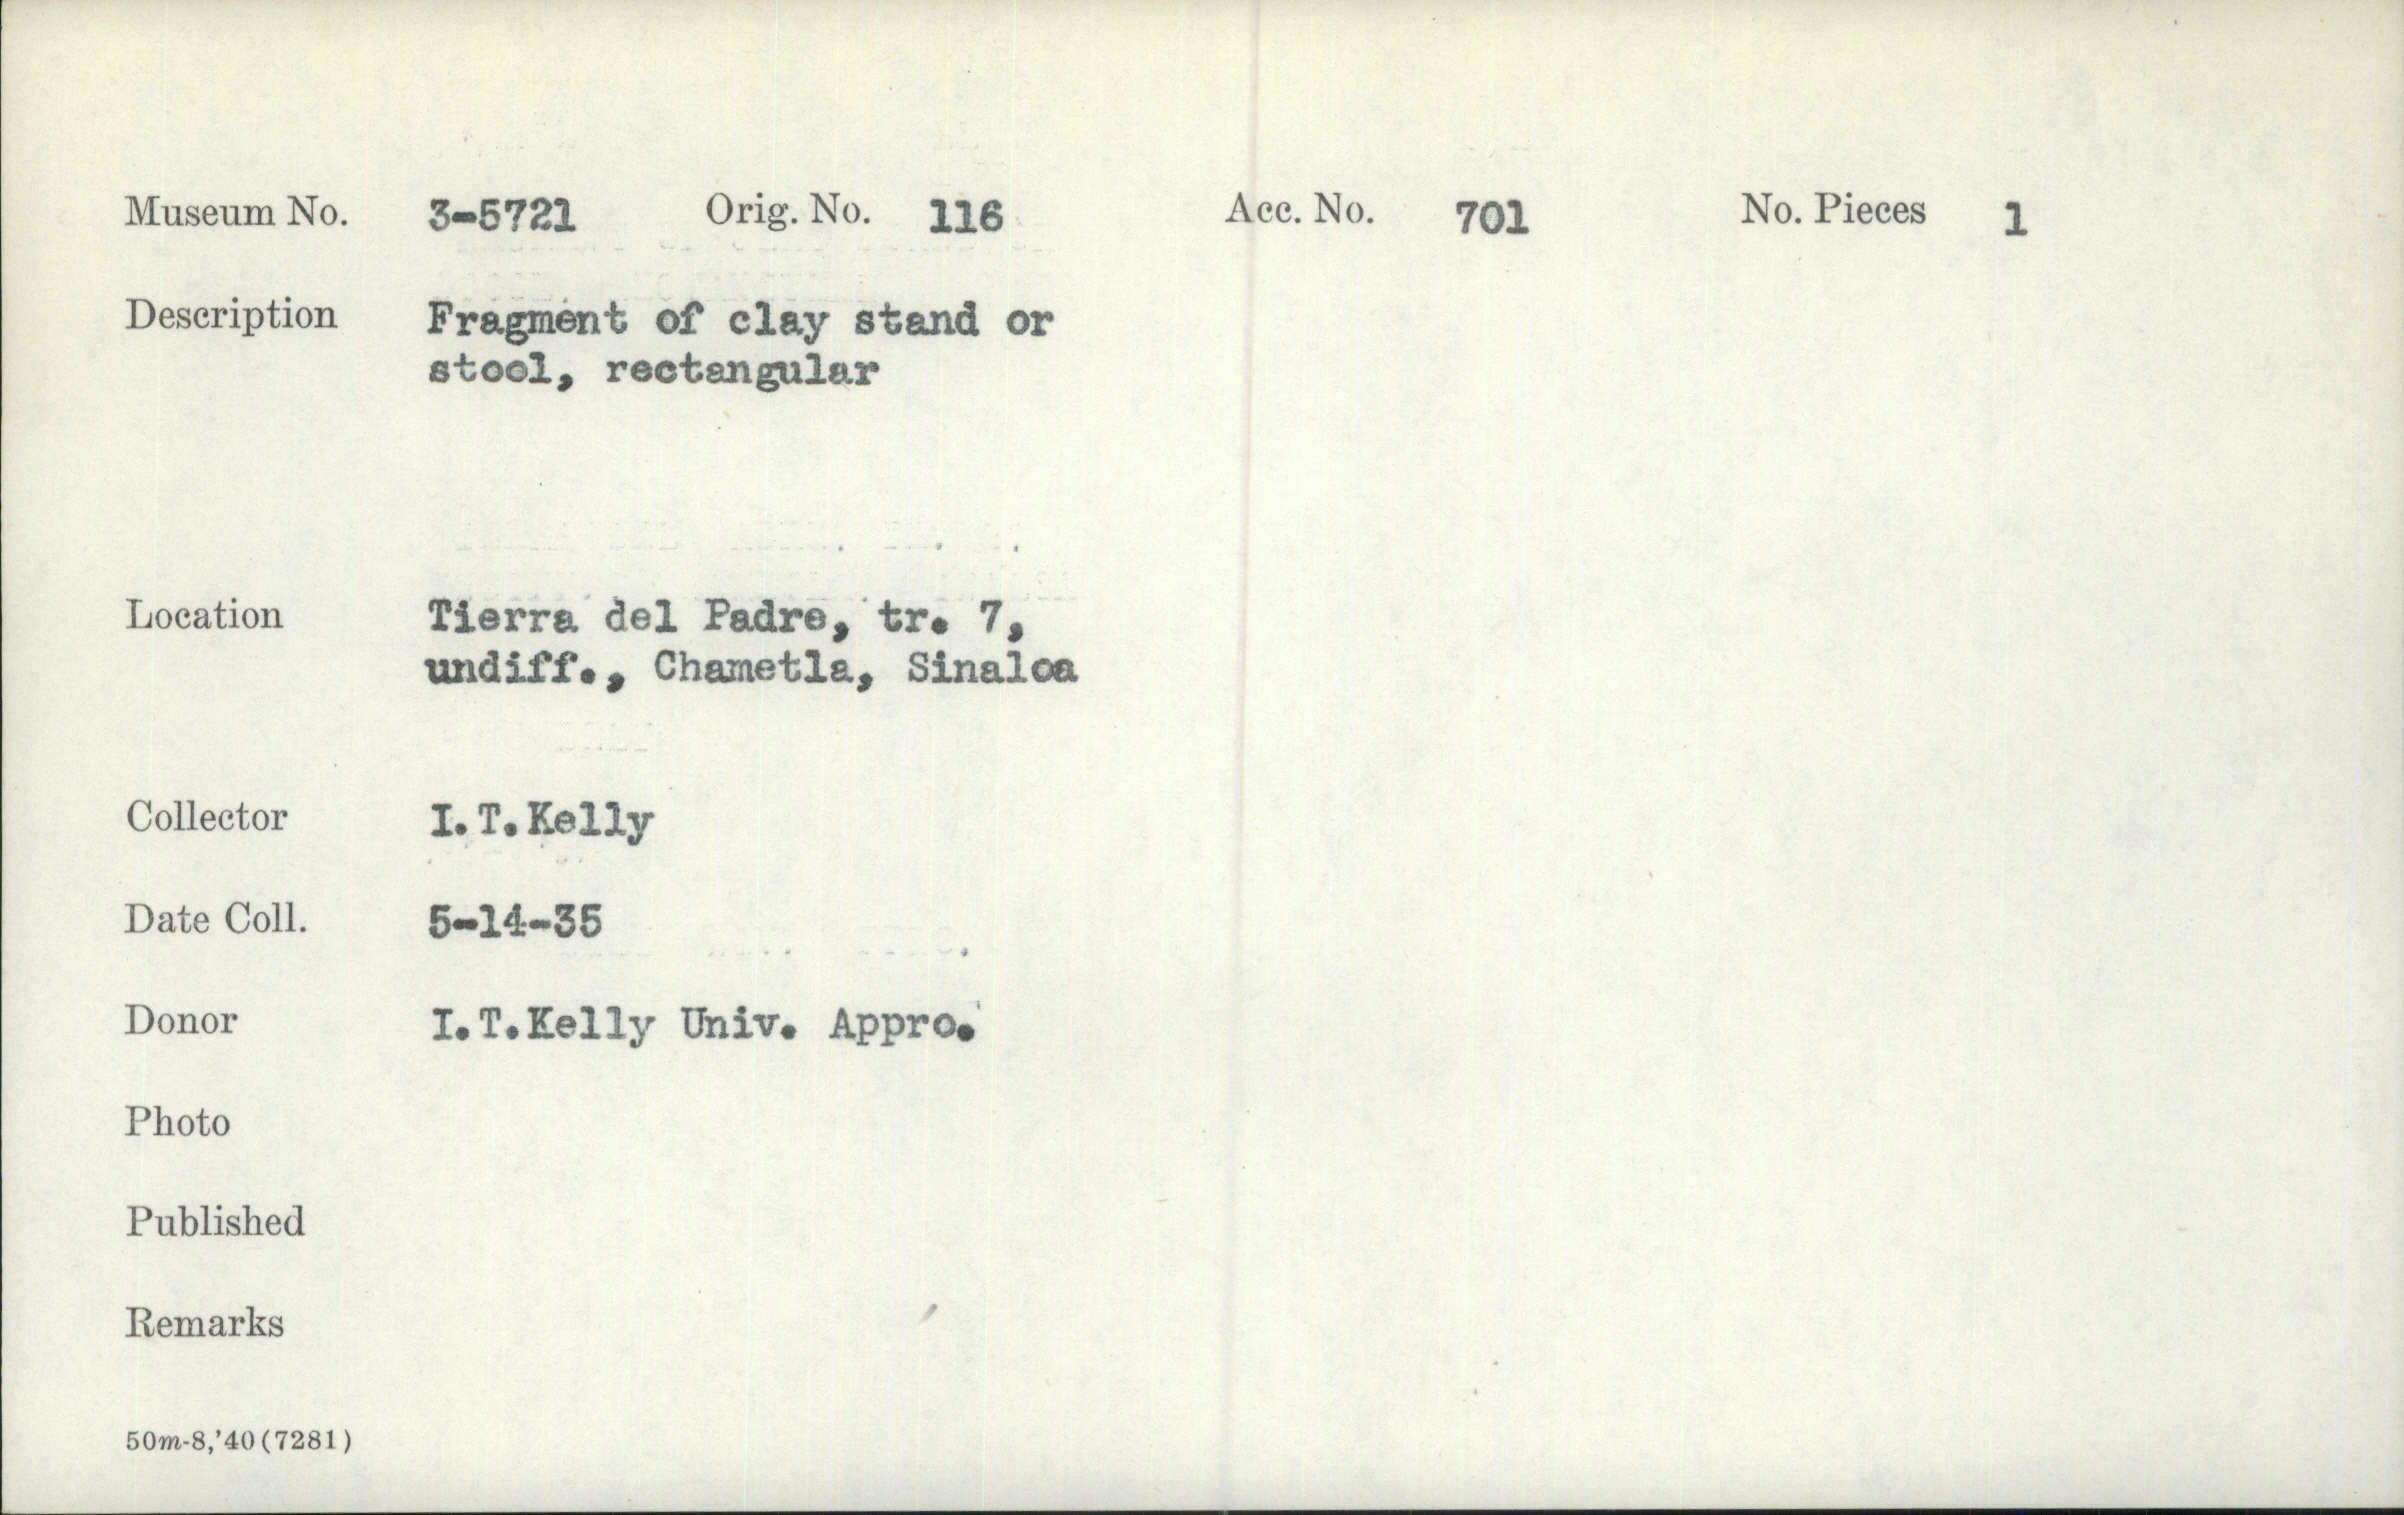 Museum No. 3-5721 Orig. No. 116 Acc. No. 701 No. Pieces 1
Description Fragment of clay stand or
stool, rectangular
Location Tierra del Padre, tr. 7,
undiff., Chametla, Sinaloa
Collector I.T.Kelly
Date Coll. 5-14-35
Donor I.T.Kelly Univ. Appro.
Photo
Published
Remarks
50m-8,'40(7281)